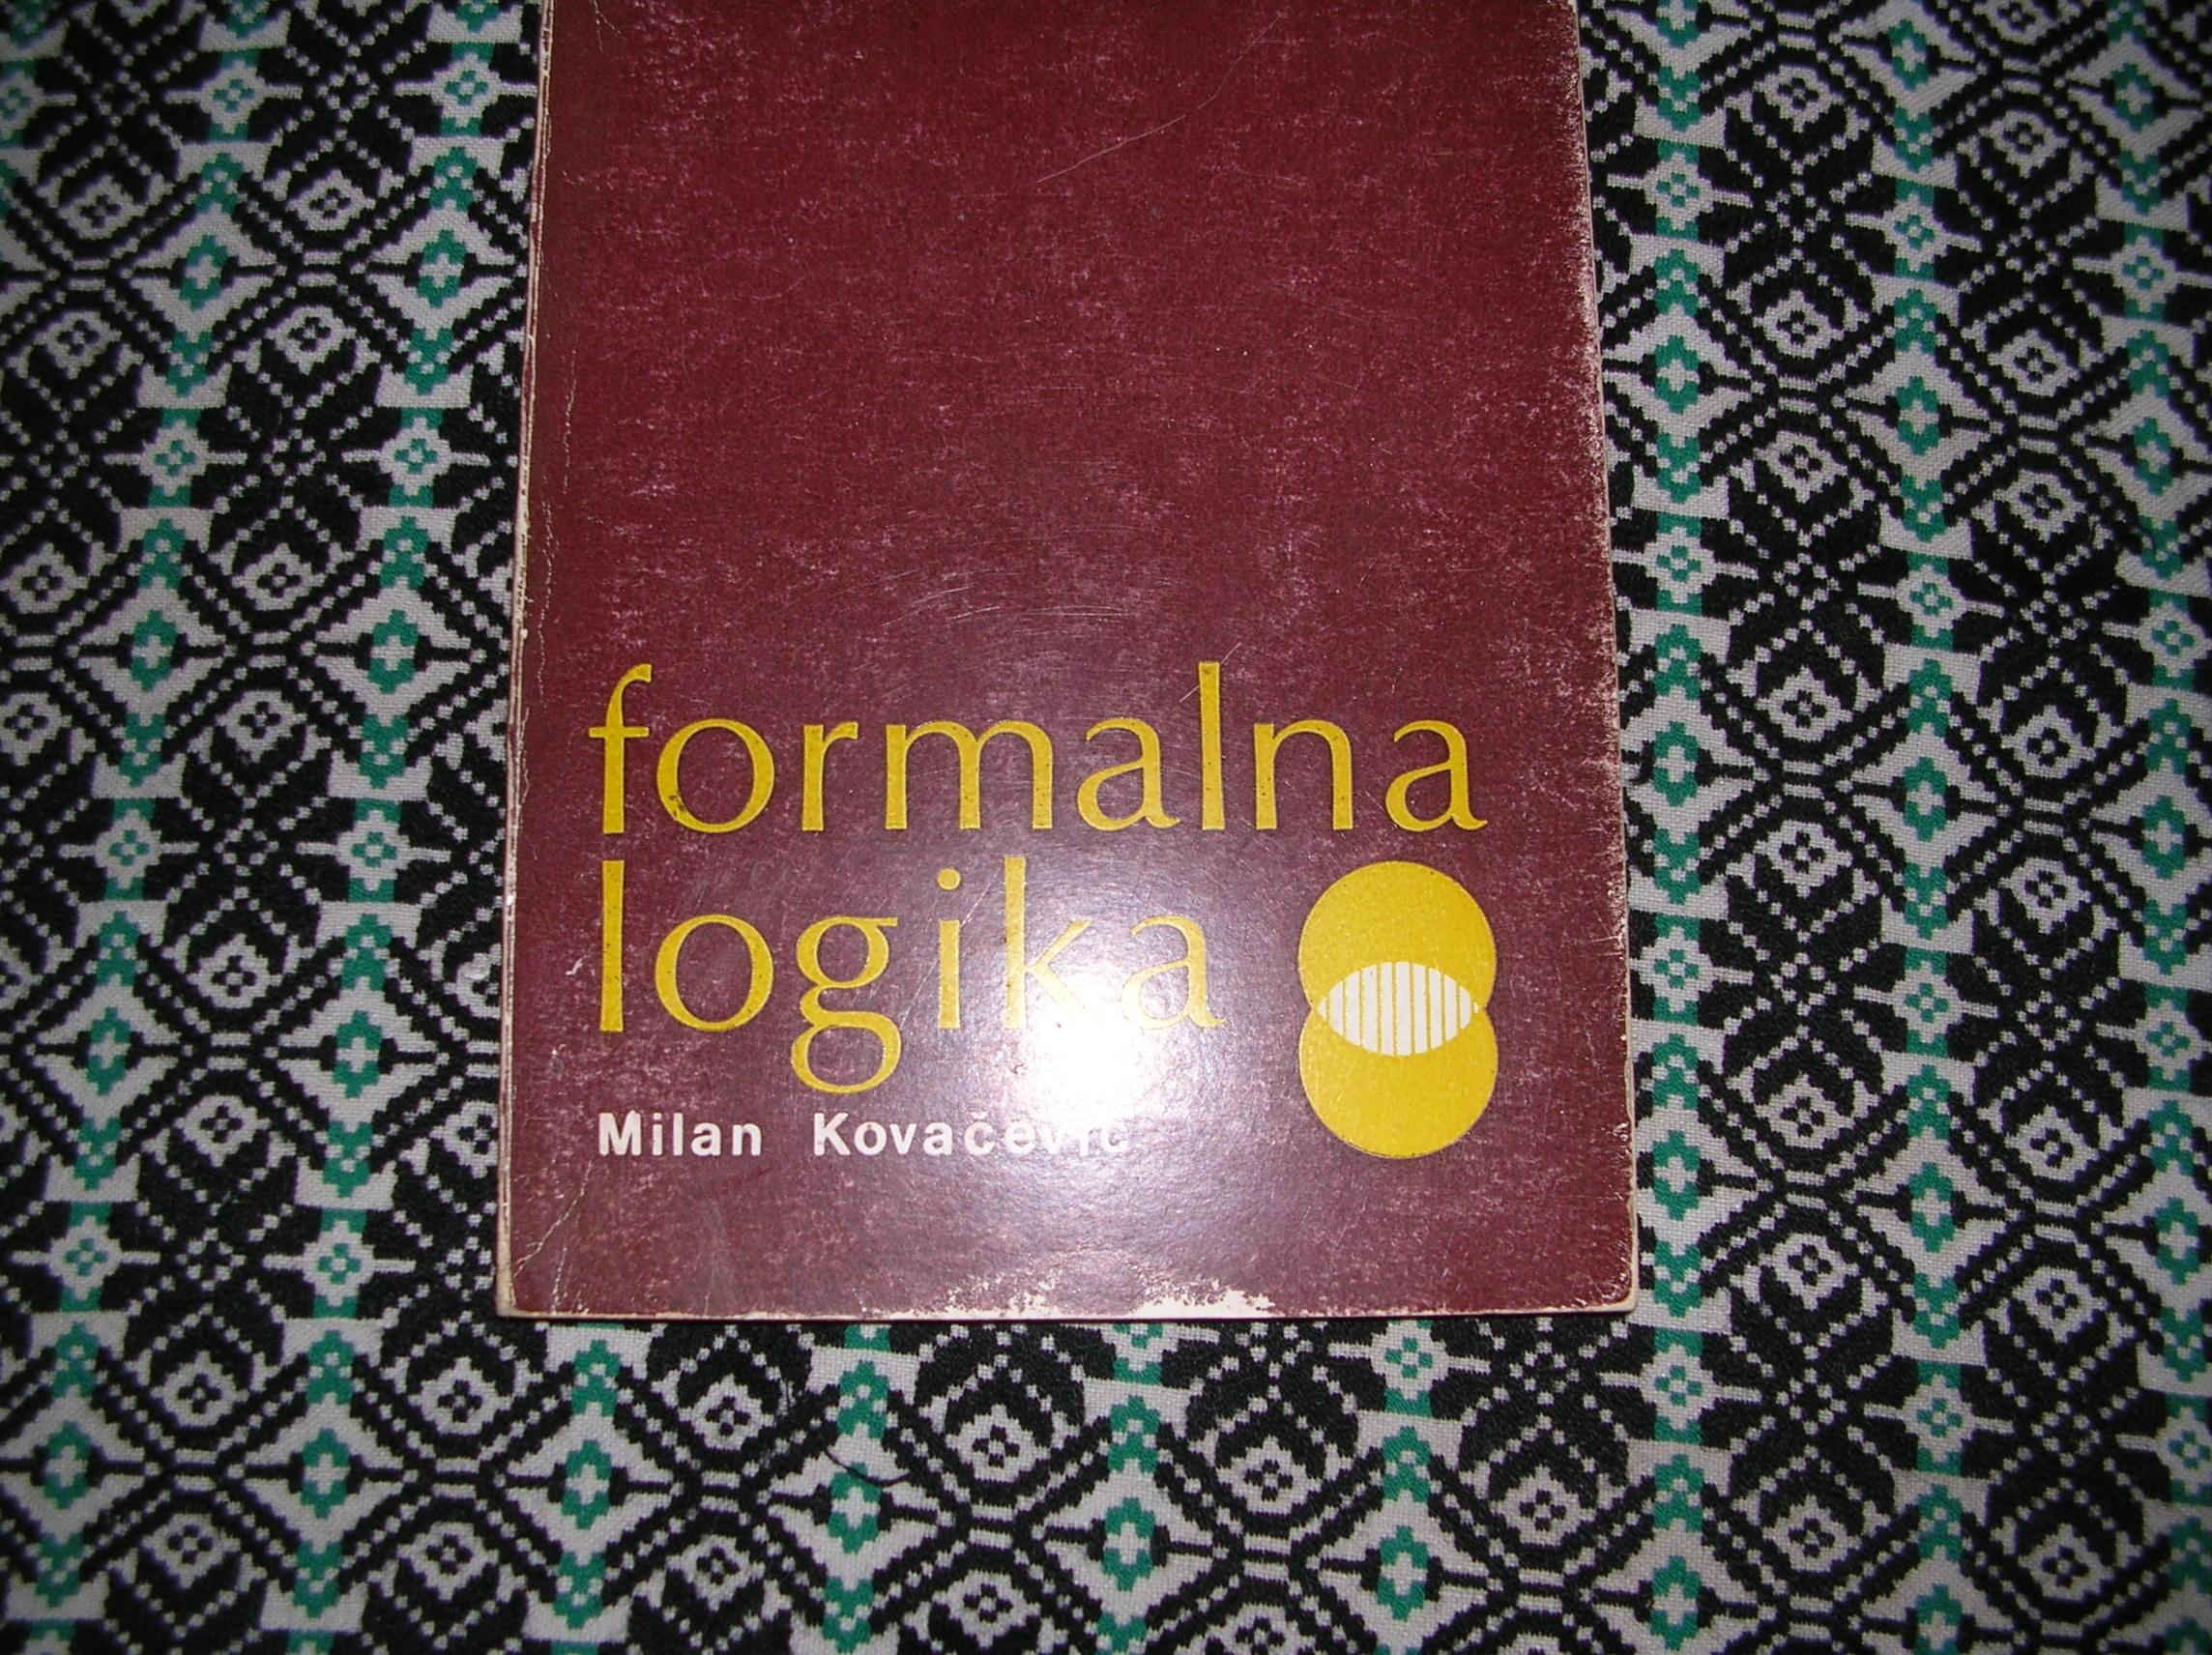 formalna
logika
Milan Kovačević